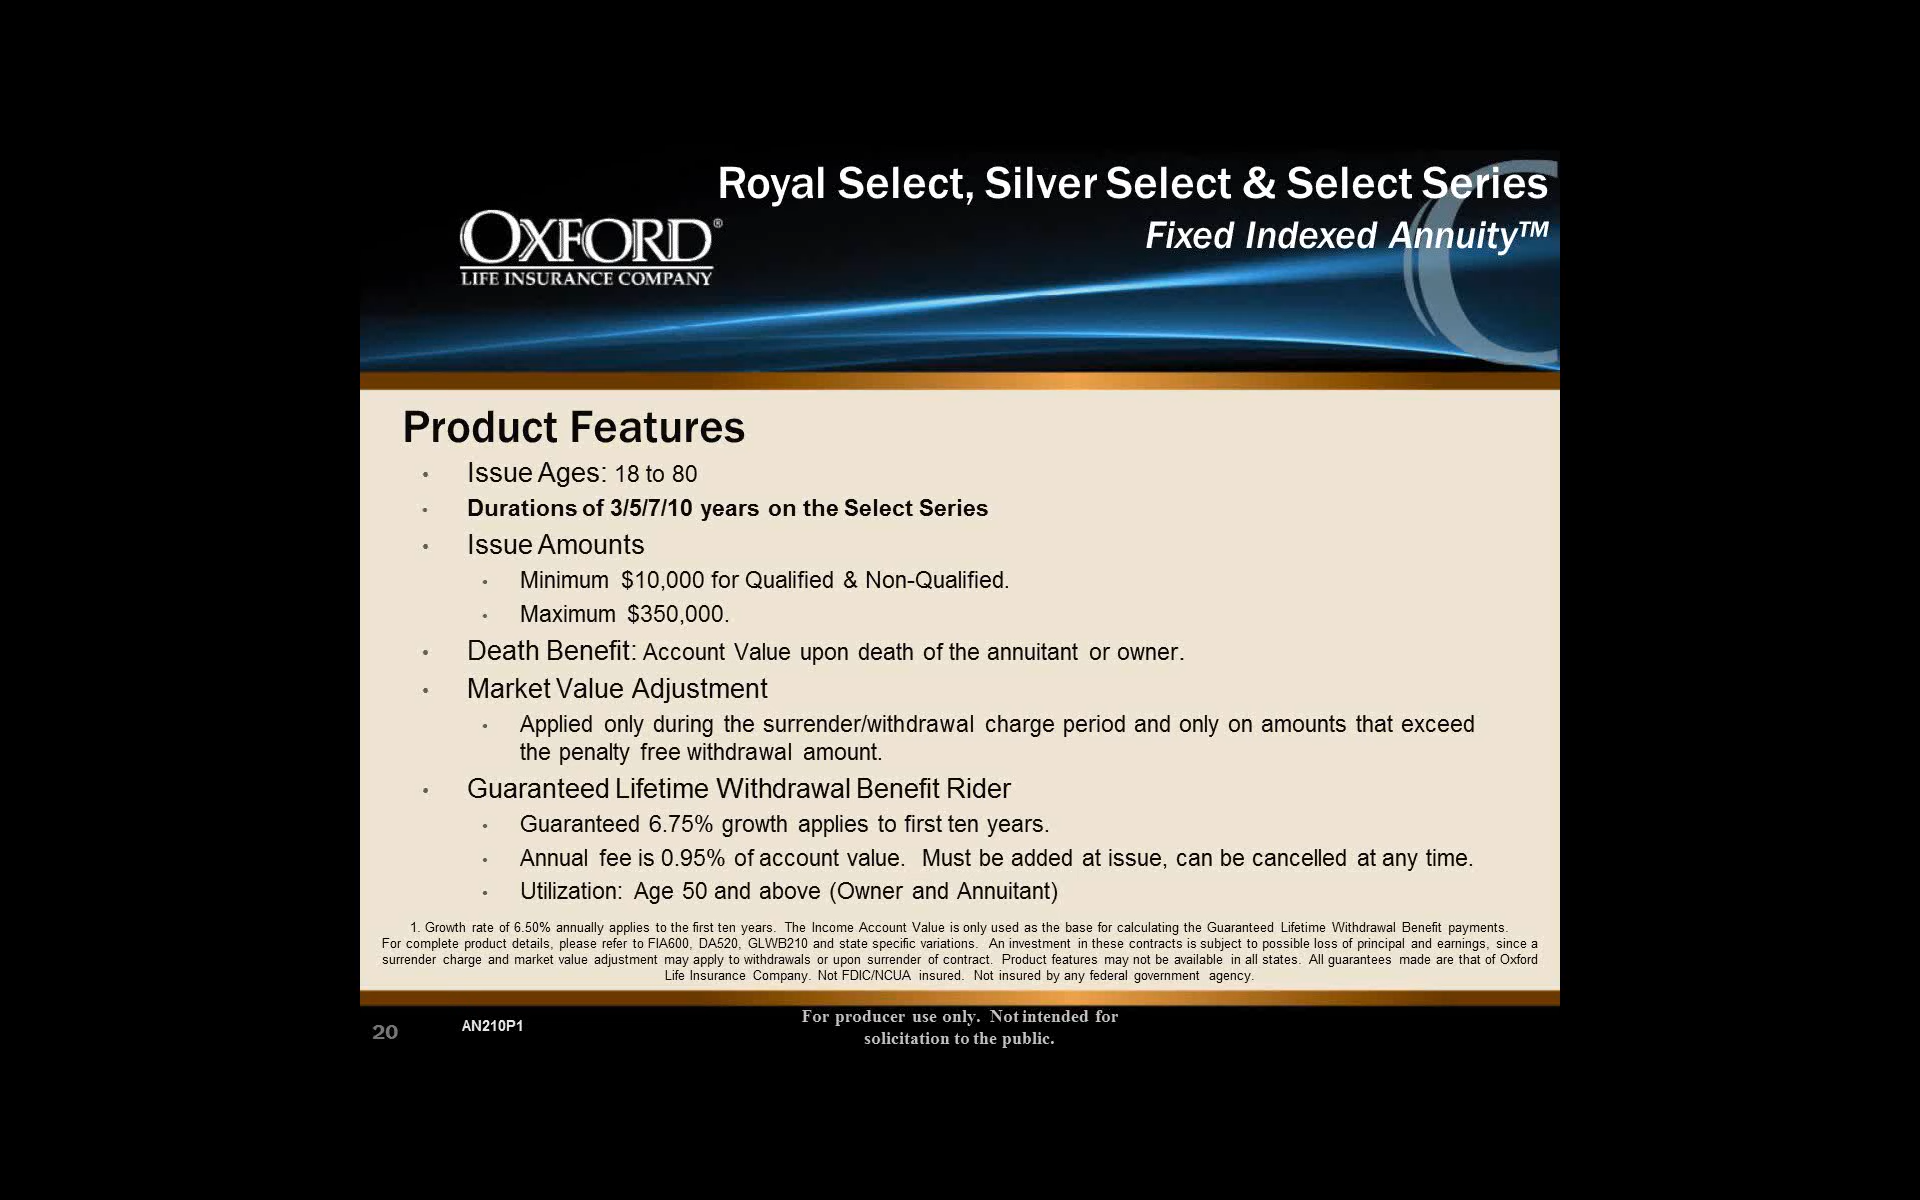 Royal Select, Silver Select & Select Series
Fixed Indexed Annuity™
OXFORD®
LIFE INSURANCE COMPANY
Product Features
• Issue Ages: 18 to 80
• Durations of 3/5/7/10 years on the Select Series
• Issue Amounts
• Minimum $10,000 for Qualified & Non-Qualified.
• Maximum $350,000.
• Death Benefit: Account Value upon death of the annuitant or owner.
• Market Value Adjustment
• Applied only during the surrender/withdrawal charge period and only on amounts that exceed
the penalty free withdrawal amount.
• Guaranteed Lifetime Withdrawal Benefit Rider
• Guaranteed 6.75% growth applies to first ten years.
• Annual fee is 0.95% of account value. Must be added at issue, can be cancelled at any time.
• Utilization: Age 50 and above (Owner and Annuitant)
1. Growth rate of 6.50% annually applies to the first ten years. The Income Account Value is only used as the base for calculating the Guaranteed Lifetime Withdrawal Benefit payments.
For complete product details, please refer to FIA600, DA520, GLWB210 and state specific variations. An investment in these contracts is subject to possible loss of principal and earnings, since a
surrender charge and market value adjustment may apply to withdrawals or upon surrender of contract. Product features may not be available in all states. All guarantees made are that of Oxford
Life Insurance Company. Not FDIC/NCUA insured. Not insured by any federal government agency.
20
AN210P1
For producer use only. Not intended for
solicitation to the public.